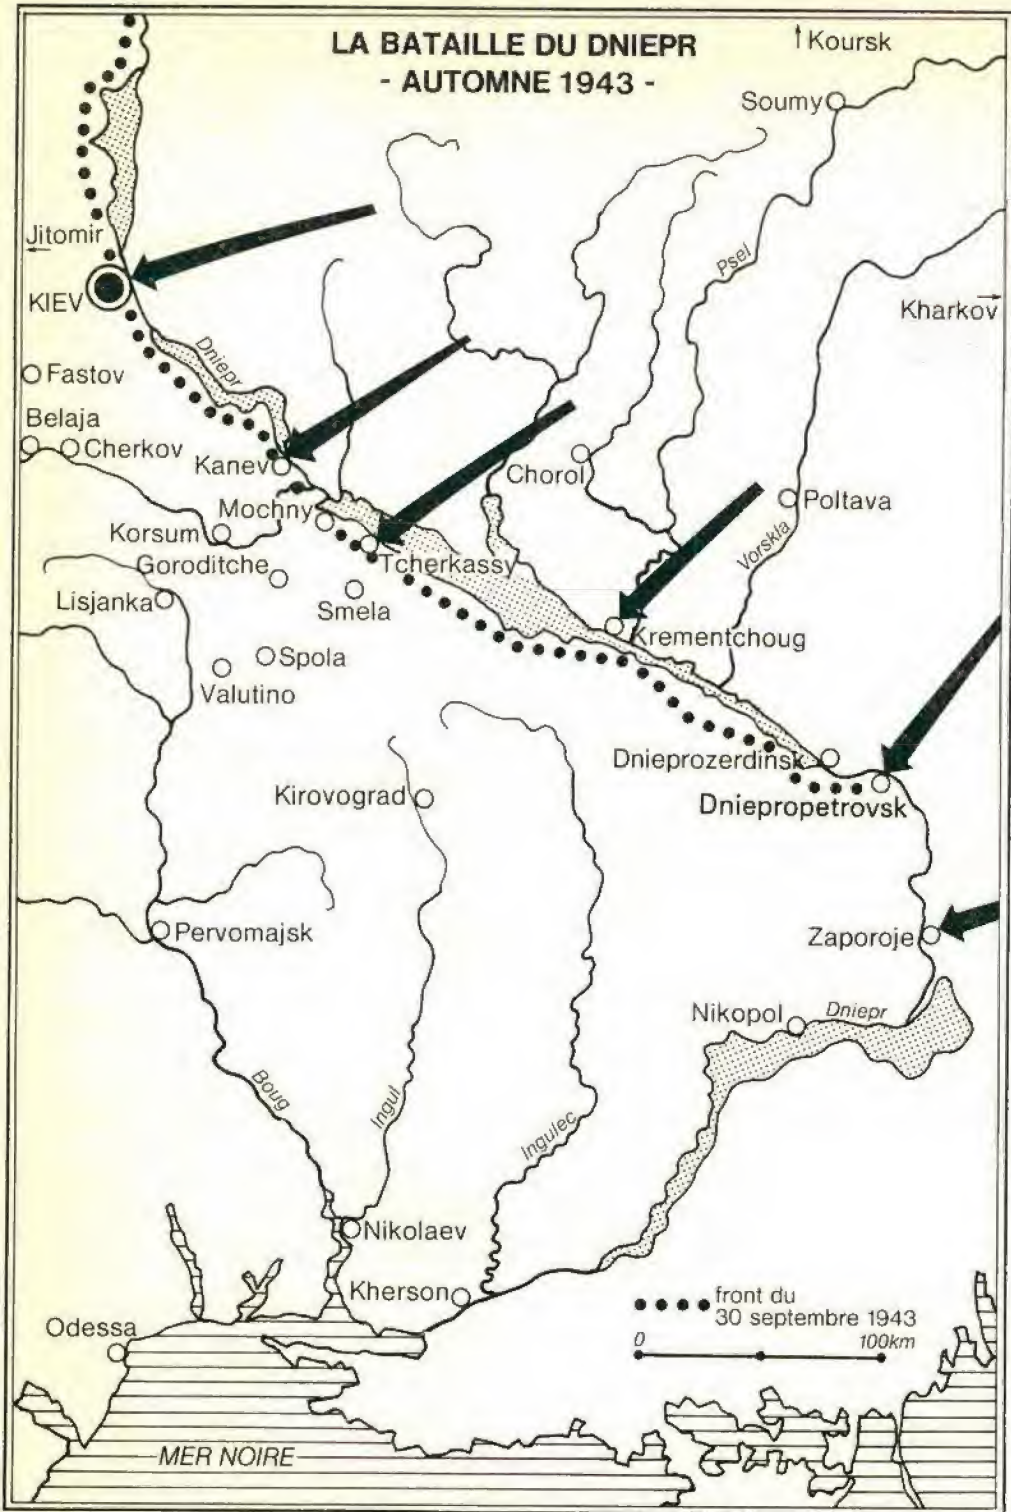 LA BATAILLE DU DNIEPR
- AUTOMNE 1943 -
Koursk
Soumy
Jitomir
KIEV
Psel
Kharkov
Dniepr
Fastov
Belaja
Cherkov
Kanev
Chorol
Mochny
Poltava
Korsum
Vorskla
Goroditche
Tcherkassy
Lisjanka
Smela
Krementchoug
Spola
Valutino
Dnieprozerdinsk
Kirovograd
Dniepropetrovsk
Pervomajsk
Zaporoje
Nikopol
Dniepr
Boug
Ingul
Ingulec
Nikolaev
Kherson
front du
30 septembre 1943
Odessa
0 100km
MER NOIRE